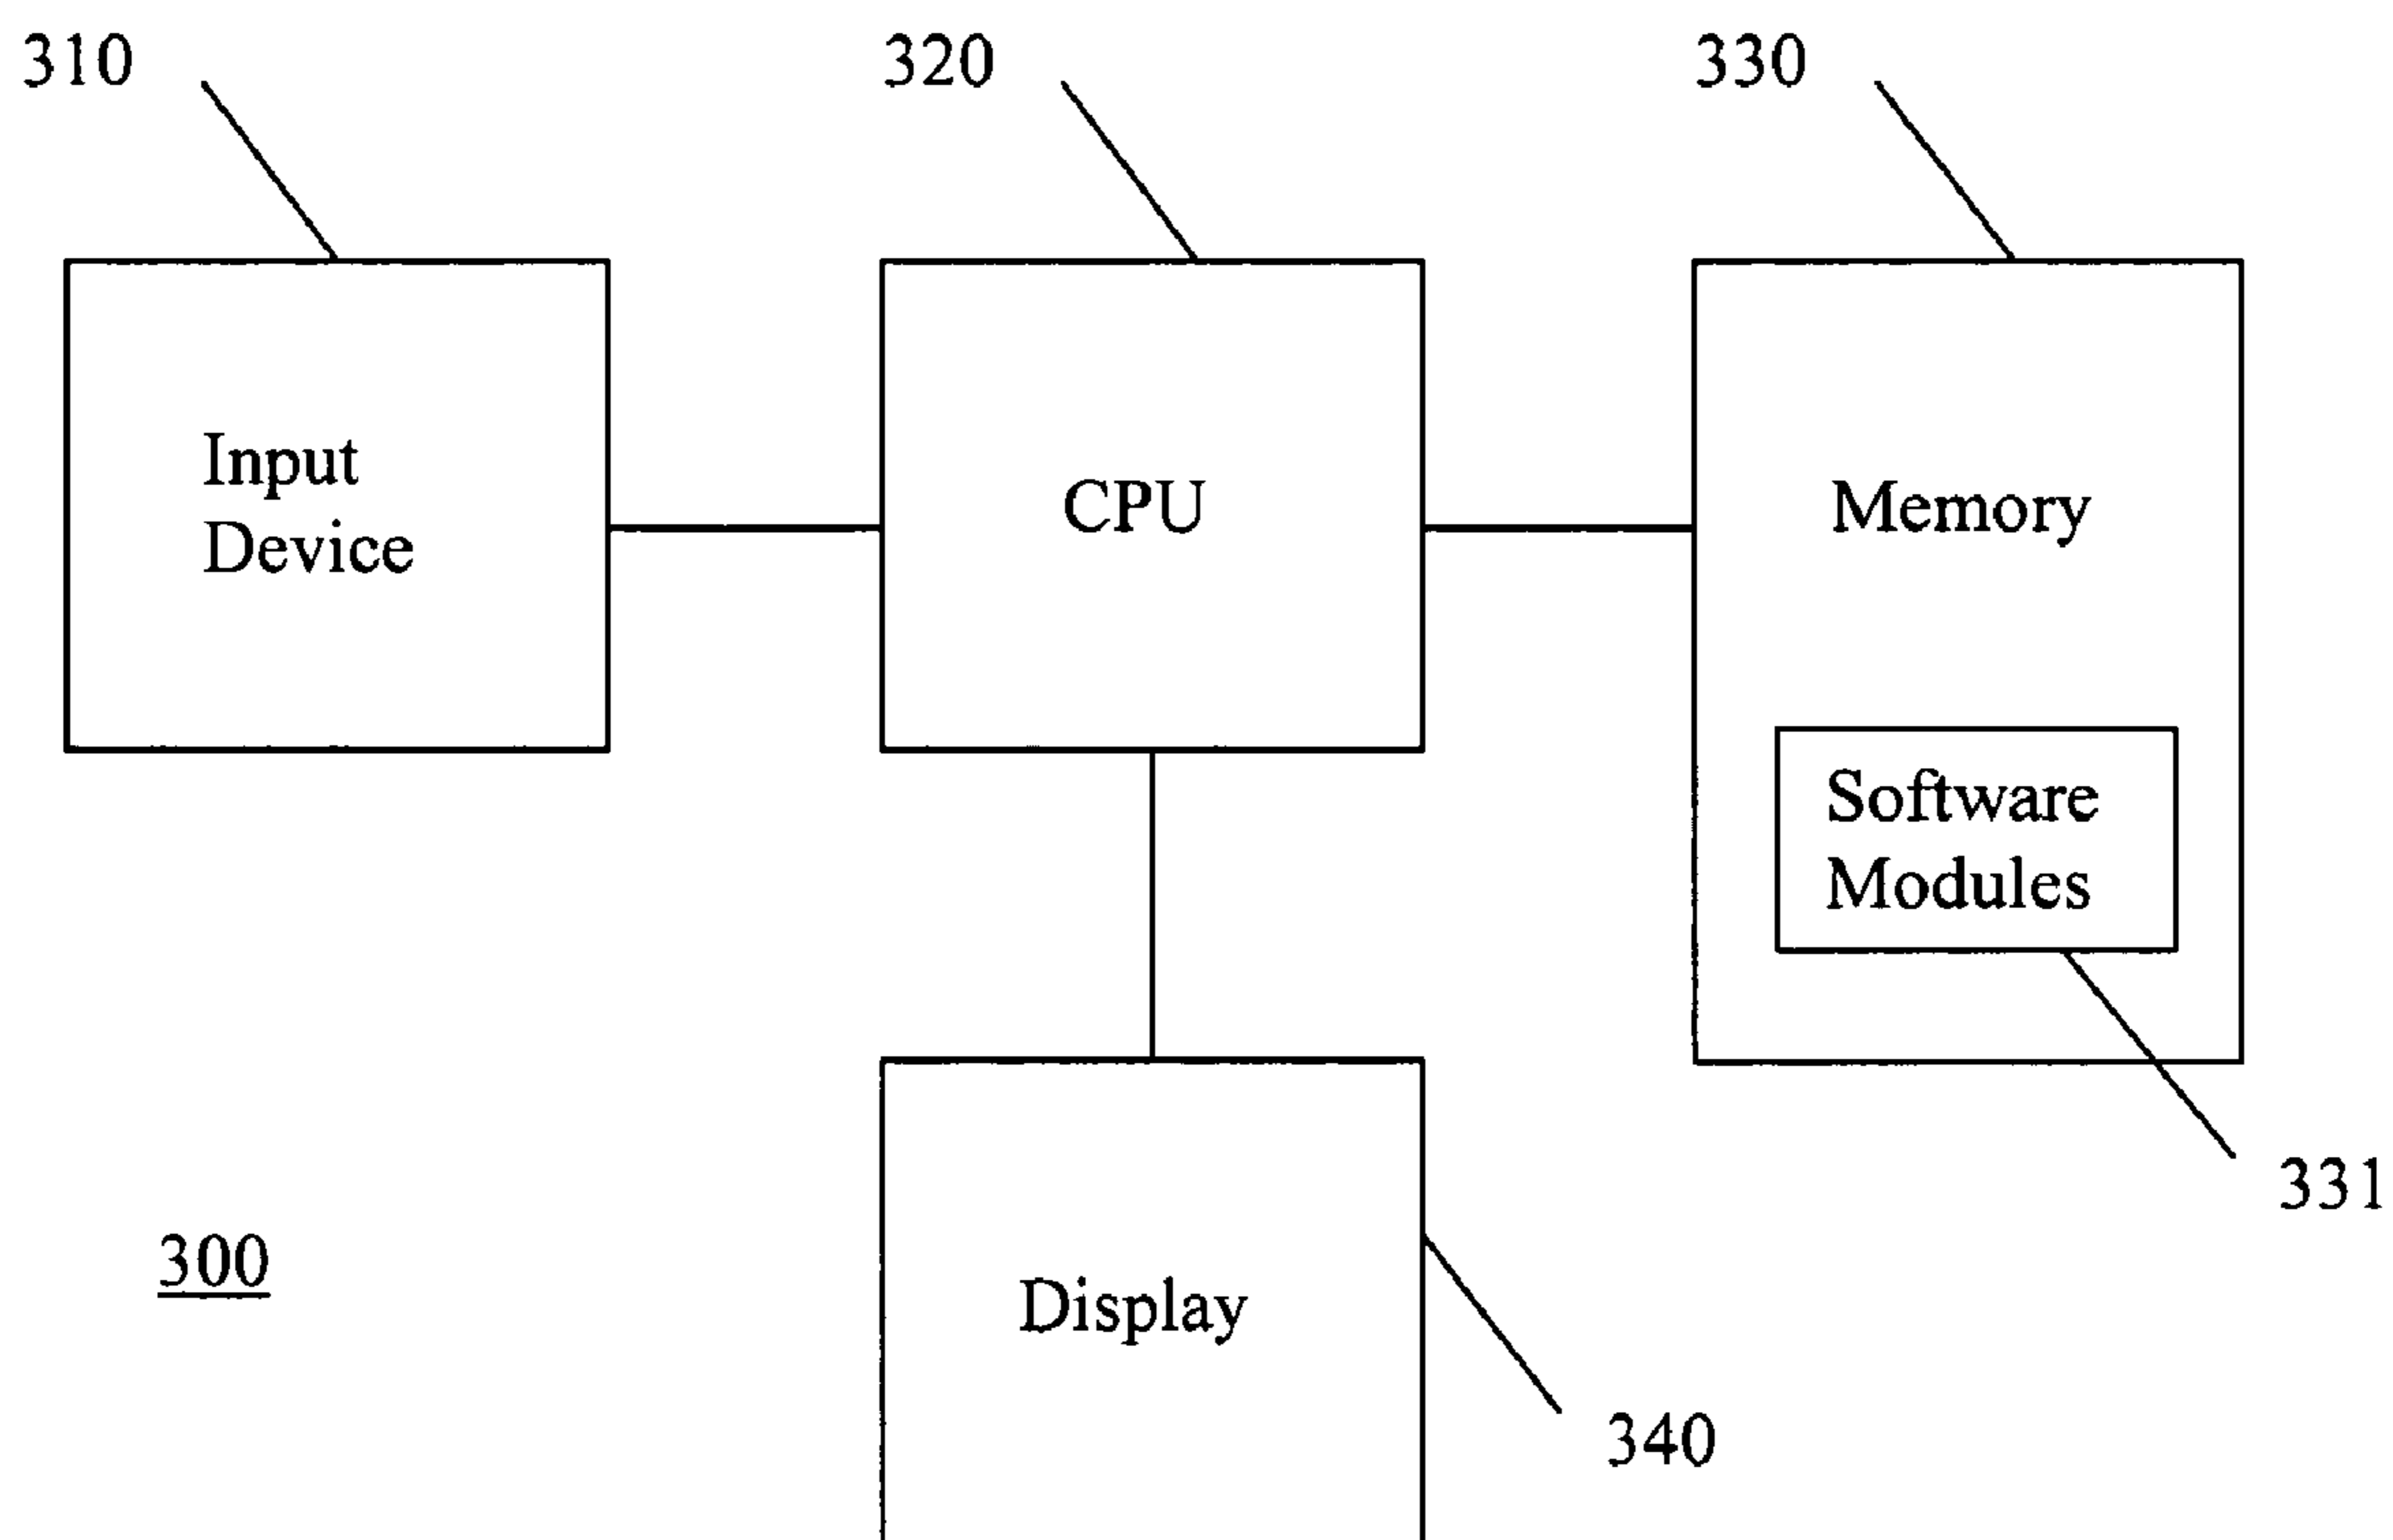 310
320
330
Input
Device
CPU
Memory
Software
Modules
331
300
Display
340